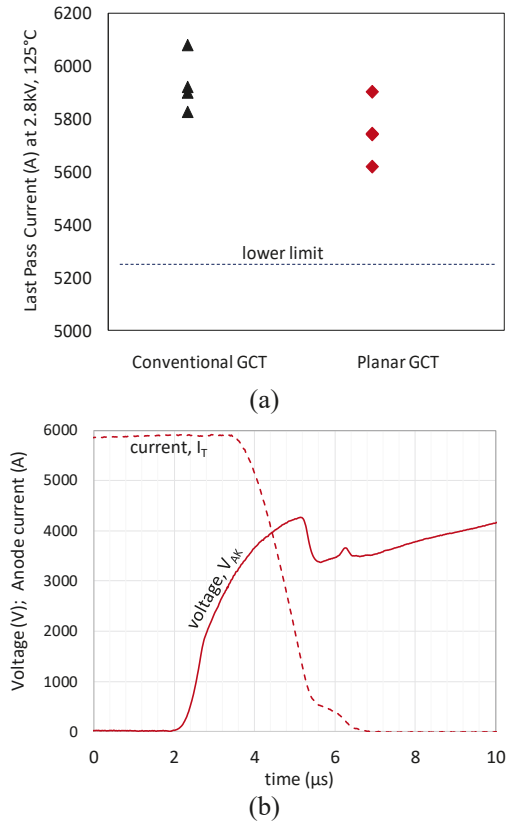 Last Pass Current (A) at 2.8kV, 125°C
6200
6000
5800
5600
5400
5200
5000
lower limit
Conventional GCT Planar GCT
(a)
Voltage (V); Anode current (A)
6000
5000
4000
3000
2000
1000
0
current, I_T
voltage, V_AK
0 2 4 6 8 10
time (µs)
(b)